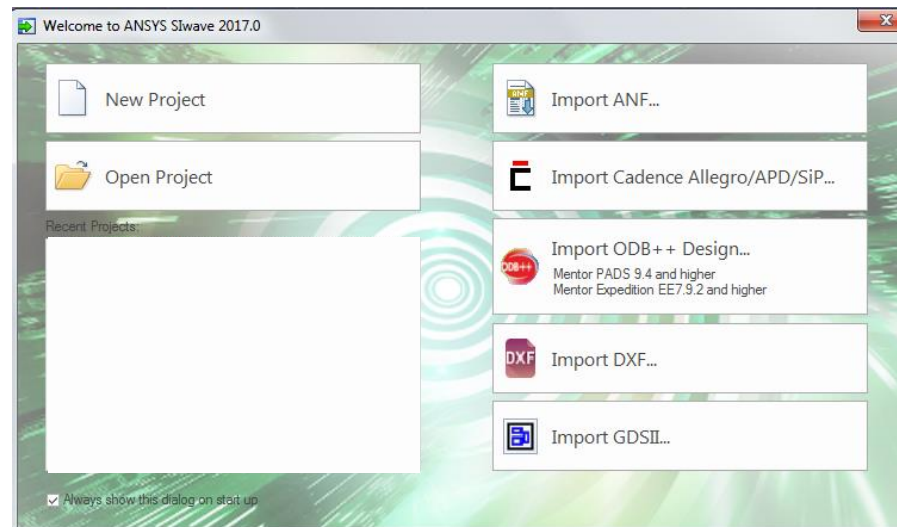 Welcome to ANSYS SIwave 2017.0
New Project
Open Project
Recent Projects:
Always show this dialog on start up
ANF
Import ANF...
Import Cadence Allegro/APD/SiP...
ODB++
Import ODB++ Design...
Mentor PADS 9.4 and higher
Mentor Expedition EE7.9.2 and higher
DXF
Import DXF...
Import GDSII...